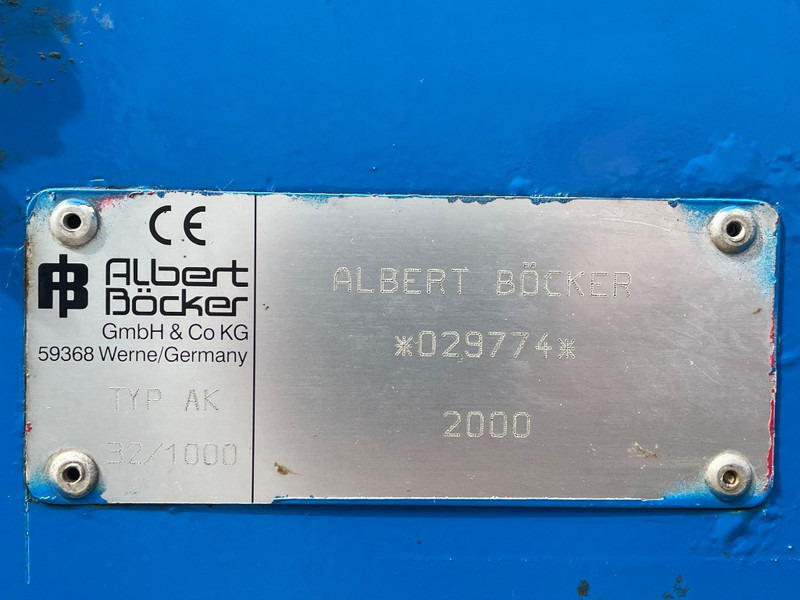 CE
Albert
Böcker
GmbH & Co KG
59368 Werne/Germany
TYP AK
32/1000
ALBERT BÖCKER
*029774*
2000